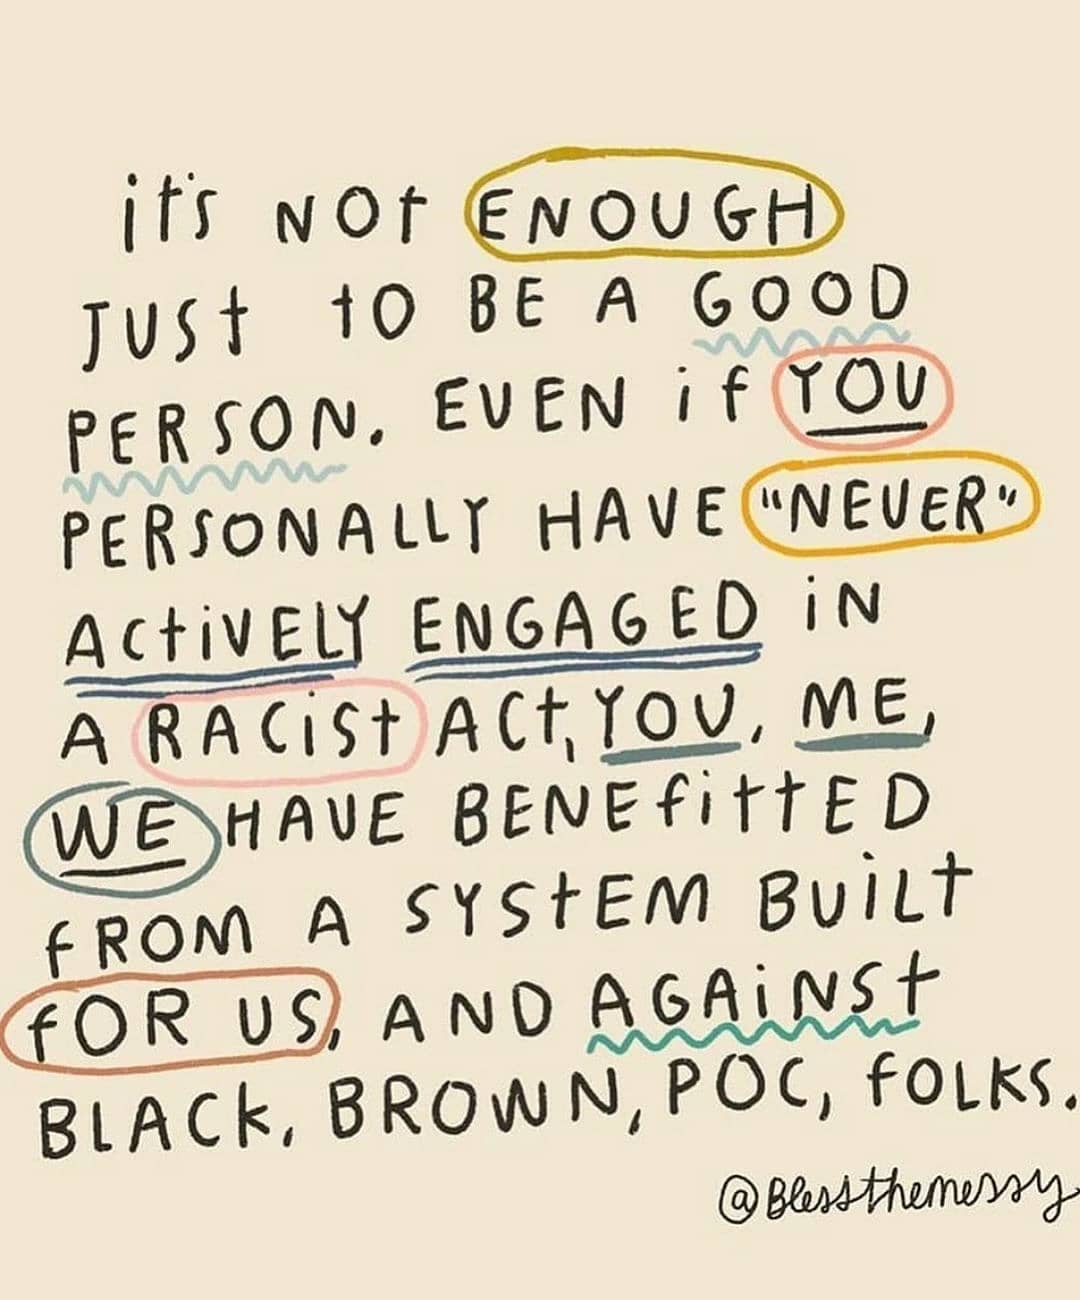 it's NOt ENOUGH
JUSt tO BE A GOOD
PERSON. EVEN if YOU
PERSONALLY HAVE "NEVER"
ACtiVELY ENGAGED iN
A RACiSt ACt, YOU, ME,
WE HAVE BENEfittED
fROM A SYStEM BUiLt
fOR US, AND AGAiNSt
BLACk, BROWN, POC, fOLKS.
@Blessthemessy